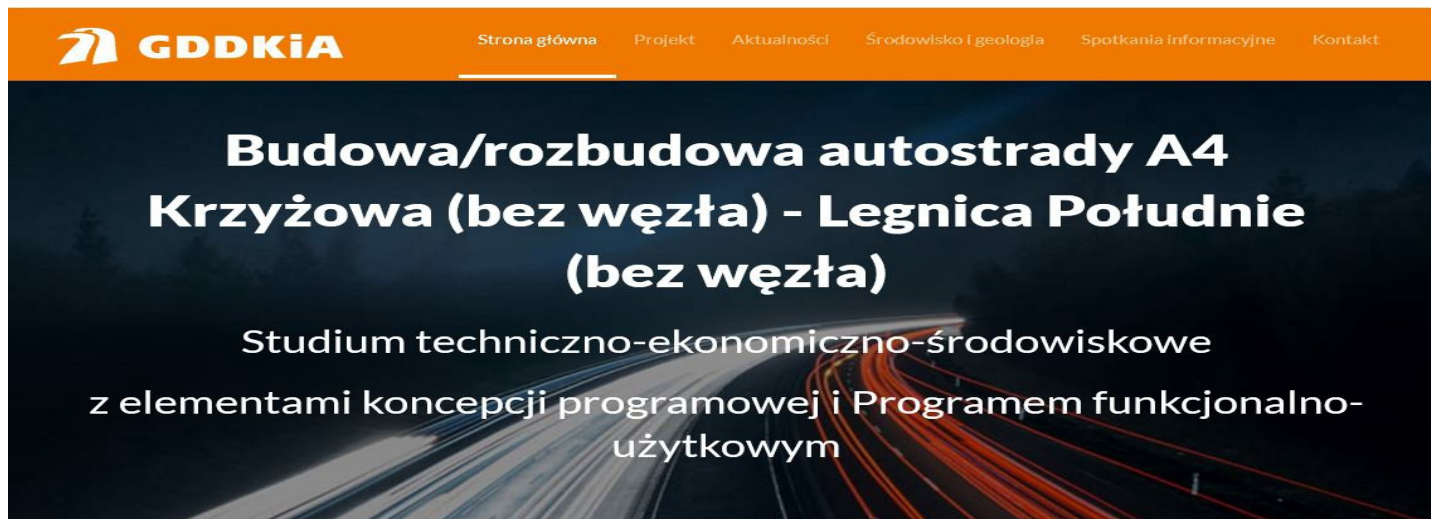 GDDKiA
Strona główna Projekt Aktualności Środowisko i geologia Spotkania informacyjne Kontakt
Budowa/rozbudowa autostrady A4
Krzyżowa (bez węzła) - Legnica Południe
(bez węzła)
Studium techniczno-ekonomiczno-środowiskowe
z elementami koncepcji programowej i Programem funkcjonalno-
użytkowym